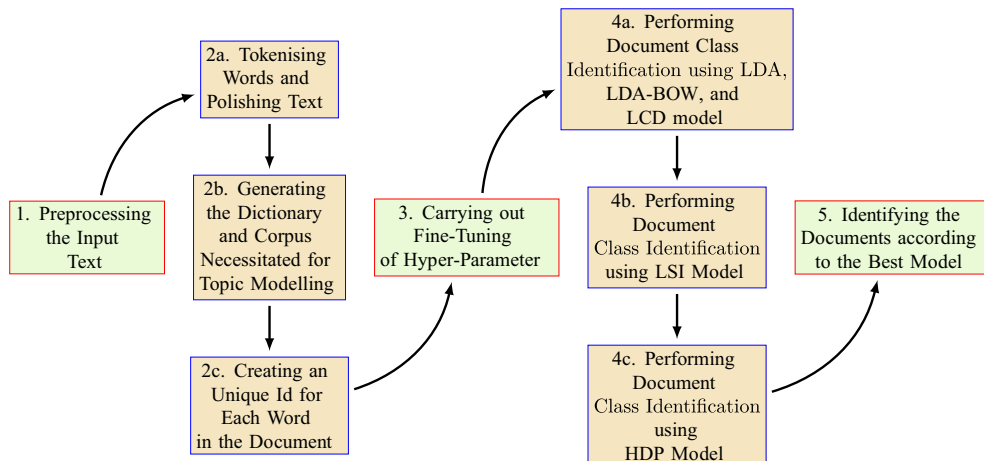 1. Preprocessing
the Input
Text
2a. Tokenising
Words and
Polishing Text
2b. Generating
the Dictionary
and Corpus
Necessitated for
Topic Modelling
2c. Creating an
Unique Id for
Each Word
in the Document
3. Carrying out
Fine-Tuning
of Hyper-Parameter
4a. Performing
Document Class
Identification using LDA,
LDA-BOW, and
LCD model
4b. Performing
Document
Class Identification
using LSI Model
4c. Performing
Document
Class Identification
using
HDP Model
5. Identifying the
Documents according
to the Best Model